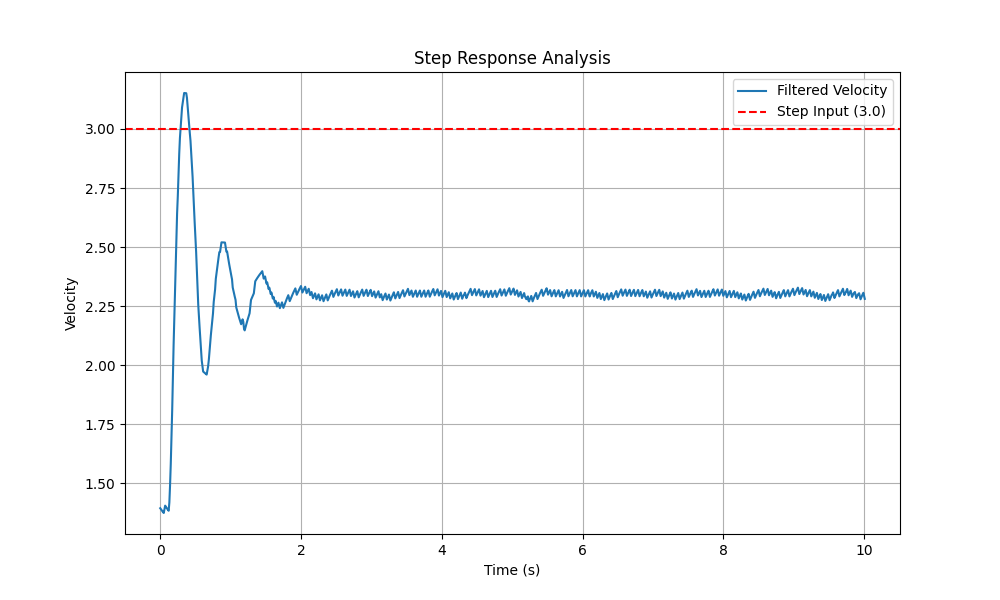 Step Response Analysis
Filtered Velocity
Step Input (3.0)
Velocity
3.00
2.75
2.50
2.25
2.00
1.75
1.50
0 2 4 6 8 10
Time (s)